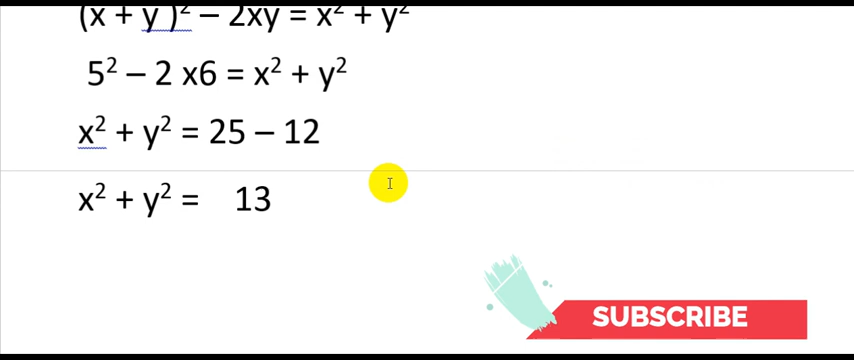 (x + y )² – 2xy = x² + y²
5² – 2 x6 = x² + y²
x² + y² = 25 – 12
x² + y² = 13
SUBSCRIBE